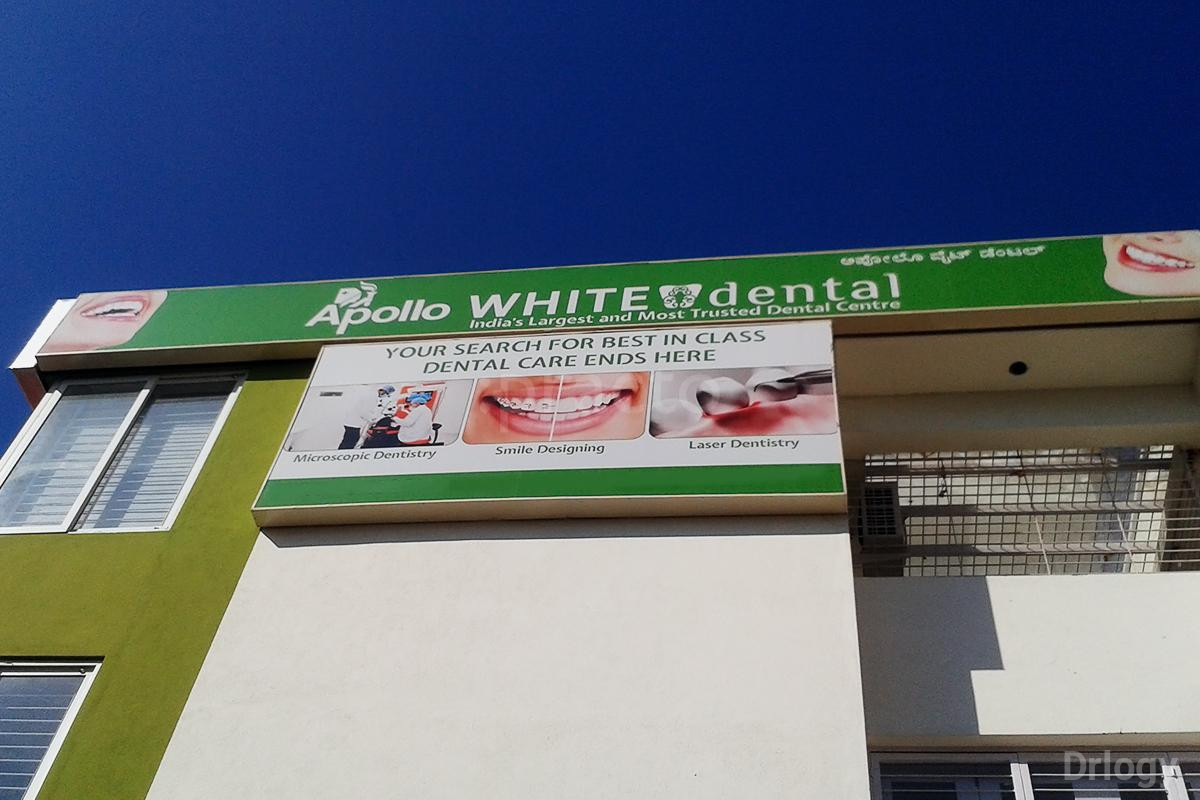 ಅಪೋಲೊ ವೈಟ್ ಡೆಂಟಲ್
Apollo WHITE dental
India's Largest and Most Trusted Dental Centre
YOUR SEARCH FOR BEST IN CLASS
DENTAL CARE ENDS HERE
practo
Microscopic Dentistry
Smile Designing
Laser Dentistry
Drlogy